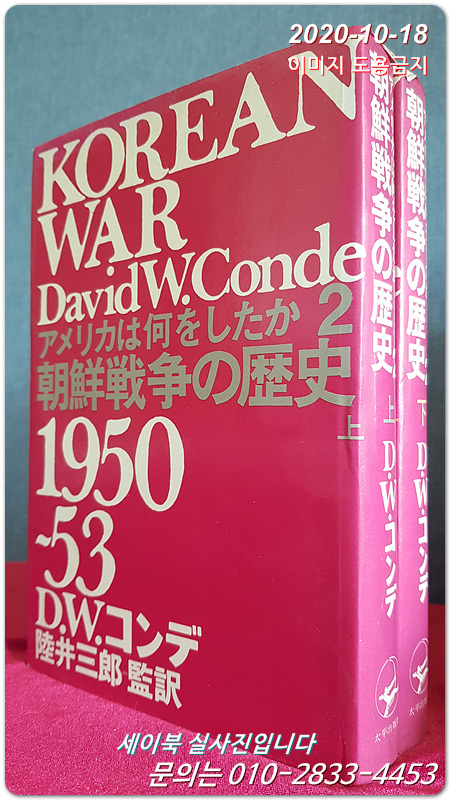 2020-10-18
이미지 도용금지
KOREAN
WAR
David W. Conde
アメリカは何をしたか 2
朝鮮戦争の歴史
上
1950
-53
D.W.コンデ
陸井三郎 監訳
朝鮮戦争の歴史 上 D.W.コンデ
朝鮮戦争の歴史 下 D.W.コンデ
세이북 실사진입니다
문의는 010-2833-4453